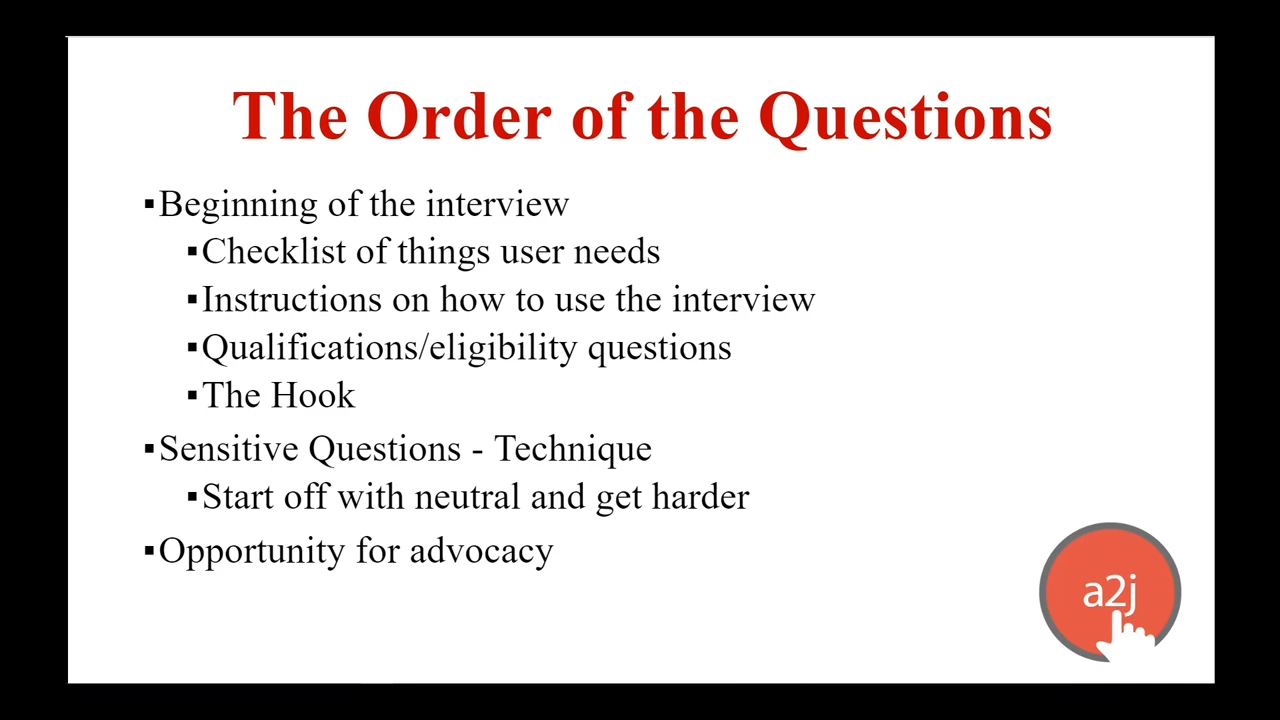 The Order of the Questions
▪Beginning of the interview
▪Checklist of things user needs
▪Instructions on how to use the interview
▪Qualifications/eligibility questions
▪The Hook
▪Sensitive Questions - Technique
▪Start off with neutral and get harder
▪Opportunity for advocacy
a2j